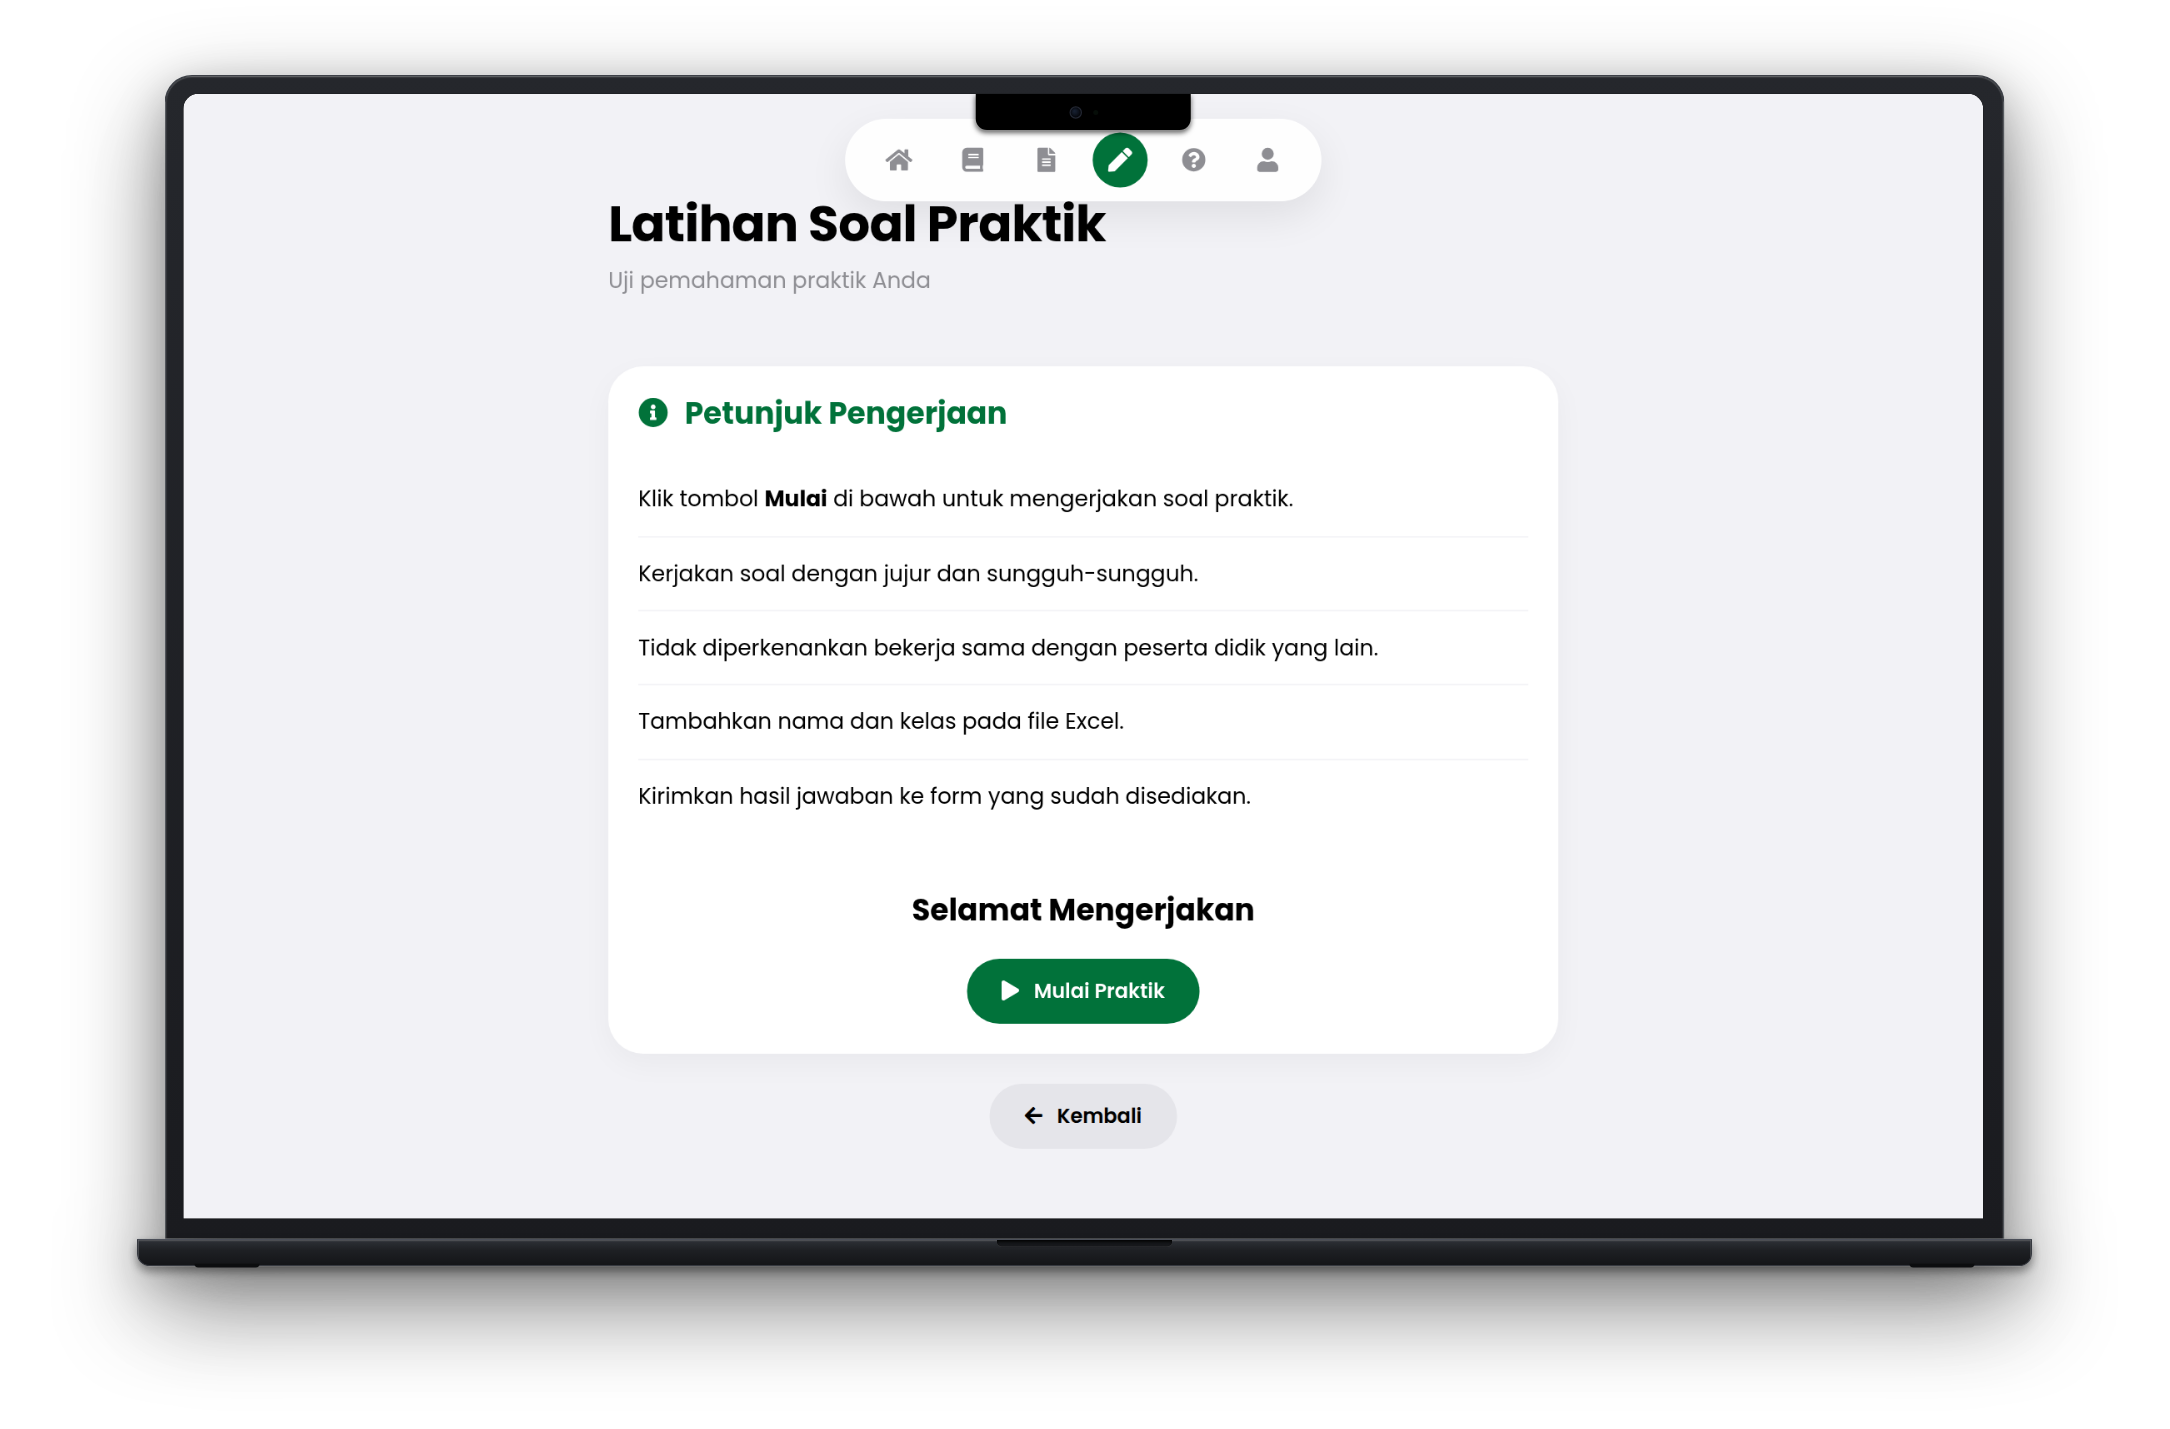 Latihan Soal Praktik
Uji pemahaman praktik Anda
Petunjuk Pengerjaan
Klik tombol Mulai di bawah untuk mengerjakan soal praktik.
Kerjakan soal dengan jujur dan sungguh-sungguh.
Tidak diperkenankan bekerja sama dengan peserta didik yang lain.
Tambahkan nama dan kelas pada file Excel.
Kirimkan hasil jawaban ke form yang sudah disediakan.
Selamat Mengerjakan
Mulai Praktik
Kembali